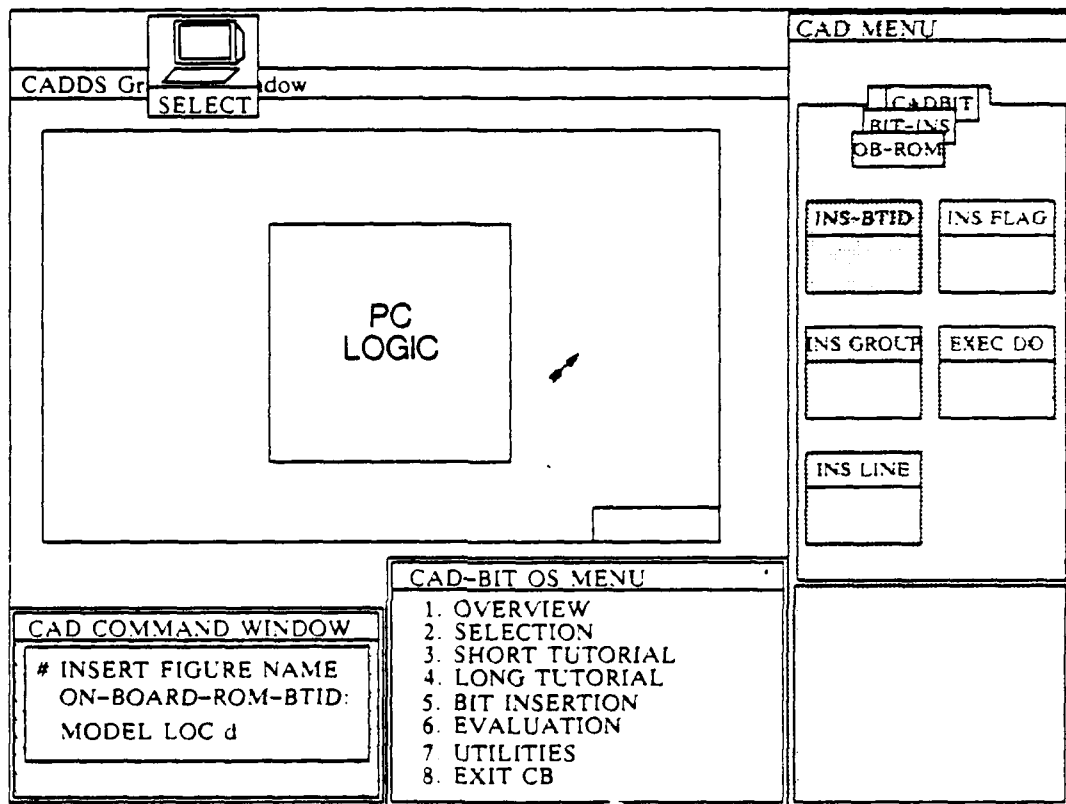 CADDS Gr dow
SELECT
PC
LOGIC
CAD MENU
CADBIT
BIT-INS
OB-ROM
INS-BTID
INS FLAG
INS GROUP
EXEC DO
INS LINE
CAD COMMAND WINDOW
# INSERT FIGURE NAME
ON-BOARD-ROM-BTID:
MODEL LOC d
CAD-BIT OS MENU
1. OVERVIEW
2. SELECTION
3. SHORT TUTORIAL
4. LONG TUTORIAL
5. BIT INSERTION
6. EVALUATION
7. UTILITIES
8. EXIT CB